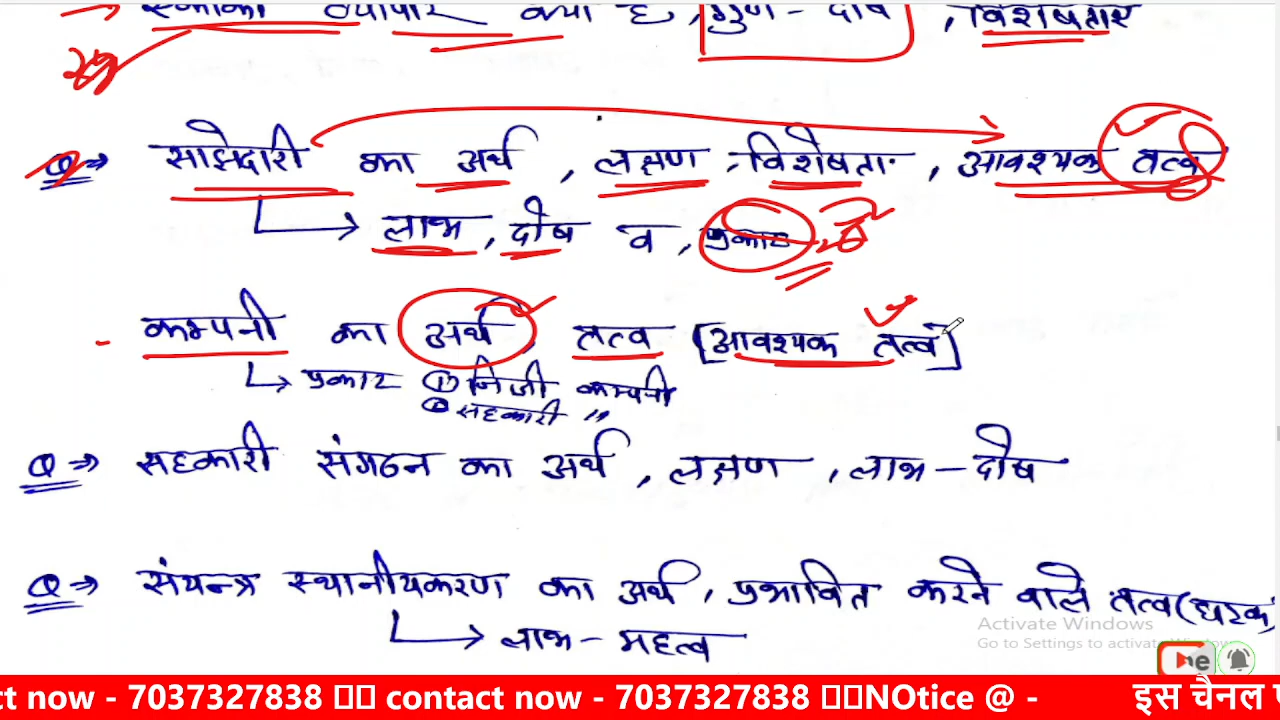 एकाकी व्यापार क्या है, गुण - दोष, विशेषताएं
Q⇒ साझेदारी का अर्थ, लक्षण, विशेषता, आवश्यक तत्व
↳ लाभ, दोष व, प्रकार
- कम्पनी का अर्थ, तत्व [आवश्यक तत्व]
↳ प्रकार ① निजी कम्पनी
② सहकारी "
Q⇒ सहकारी संगठन का अर्थ, लक्षण, लाभ - दोष
Q⇒ संयन्त्र स्थानीयकरण का अर्थ, प्रभावित करने वाले तत्व (घटक)
↳ लाभ - महत्व
Activate Windows
Go to Settings to activate Windows.
ct now - 7037327838 contact now - 7037327838 NOtice @ - इस चैनल